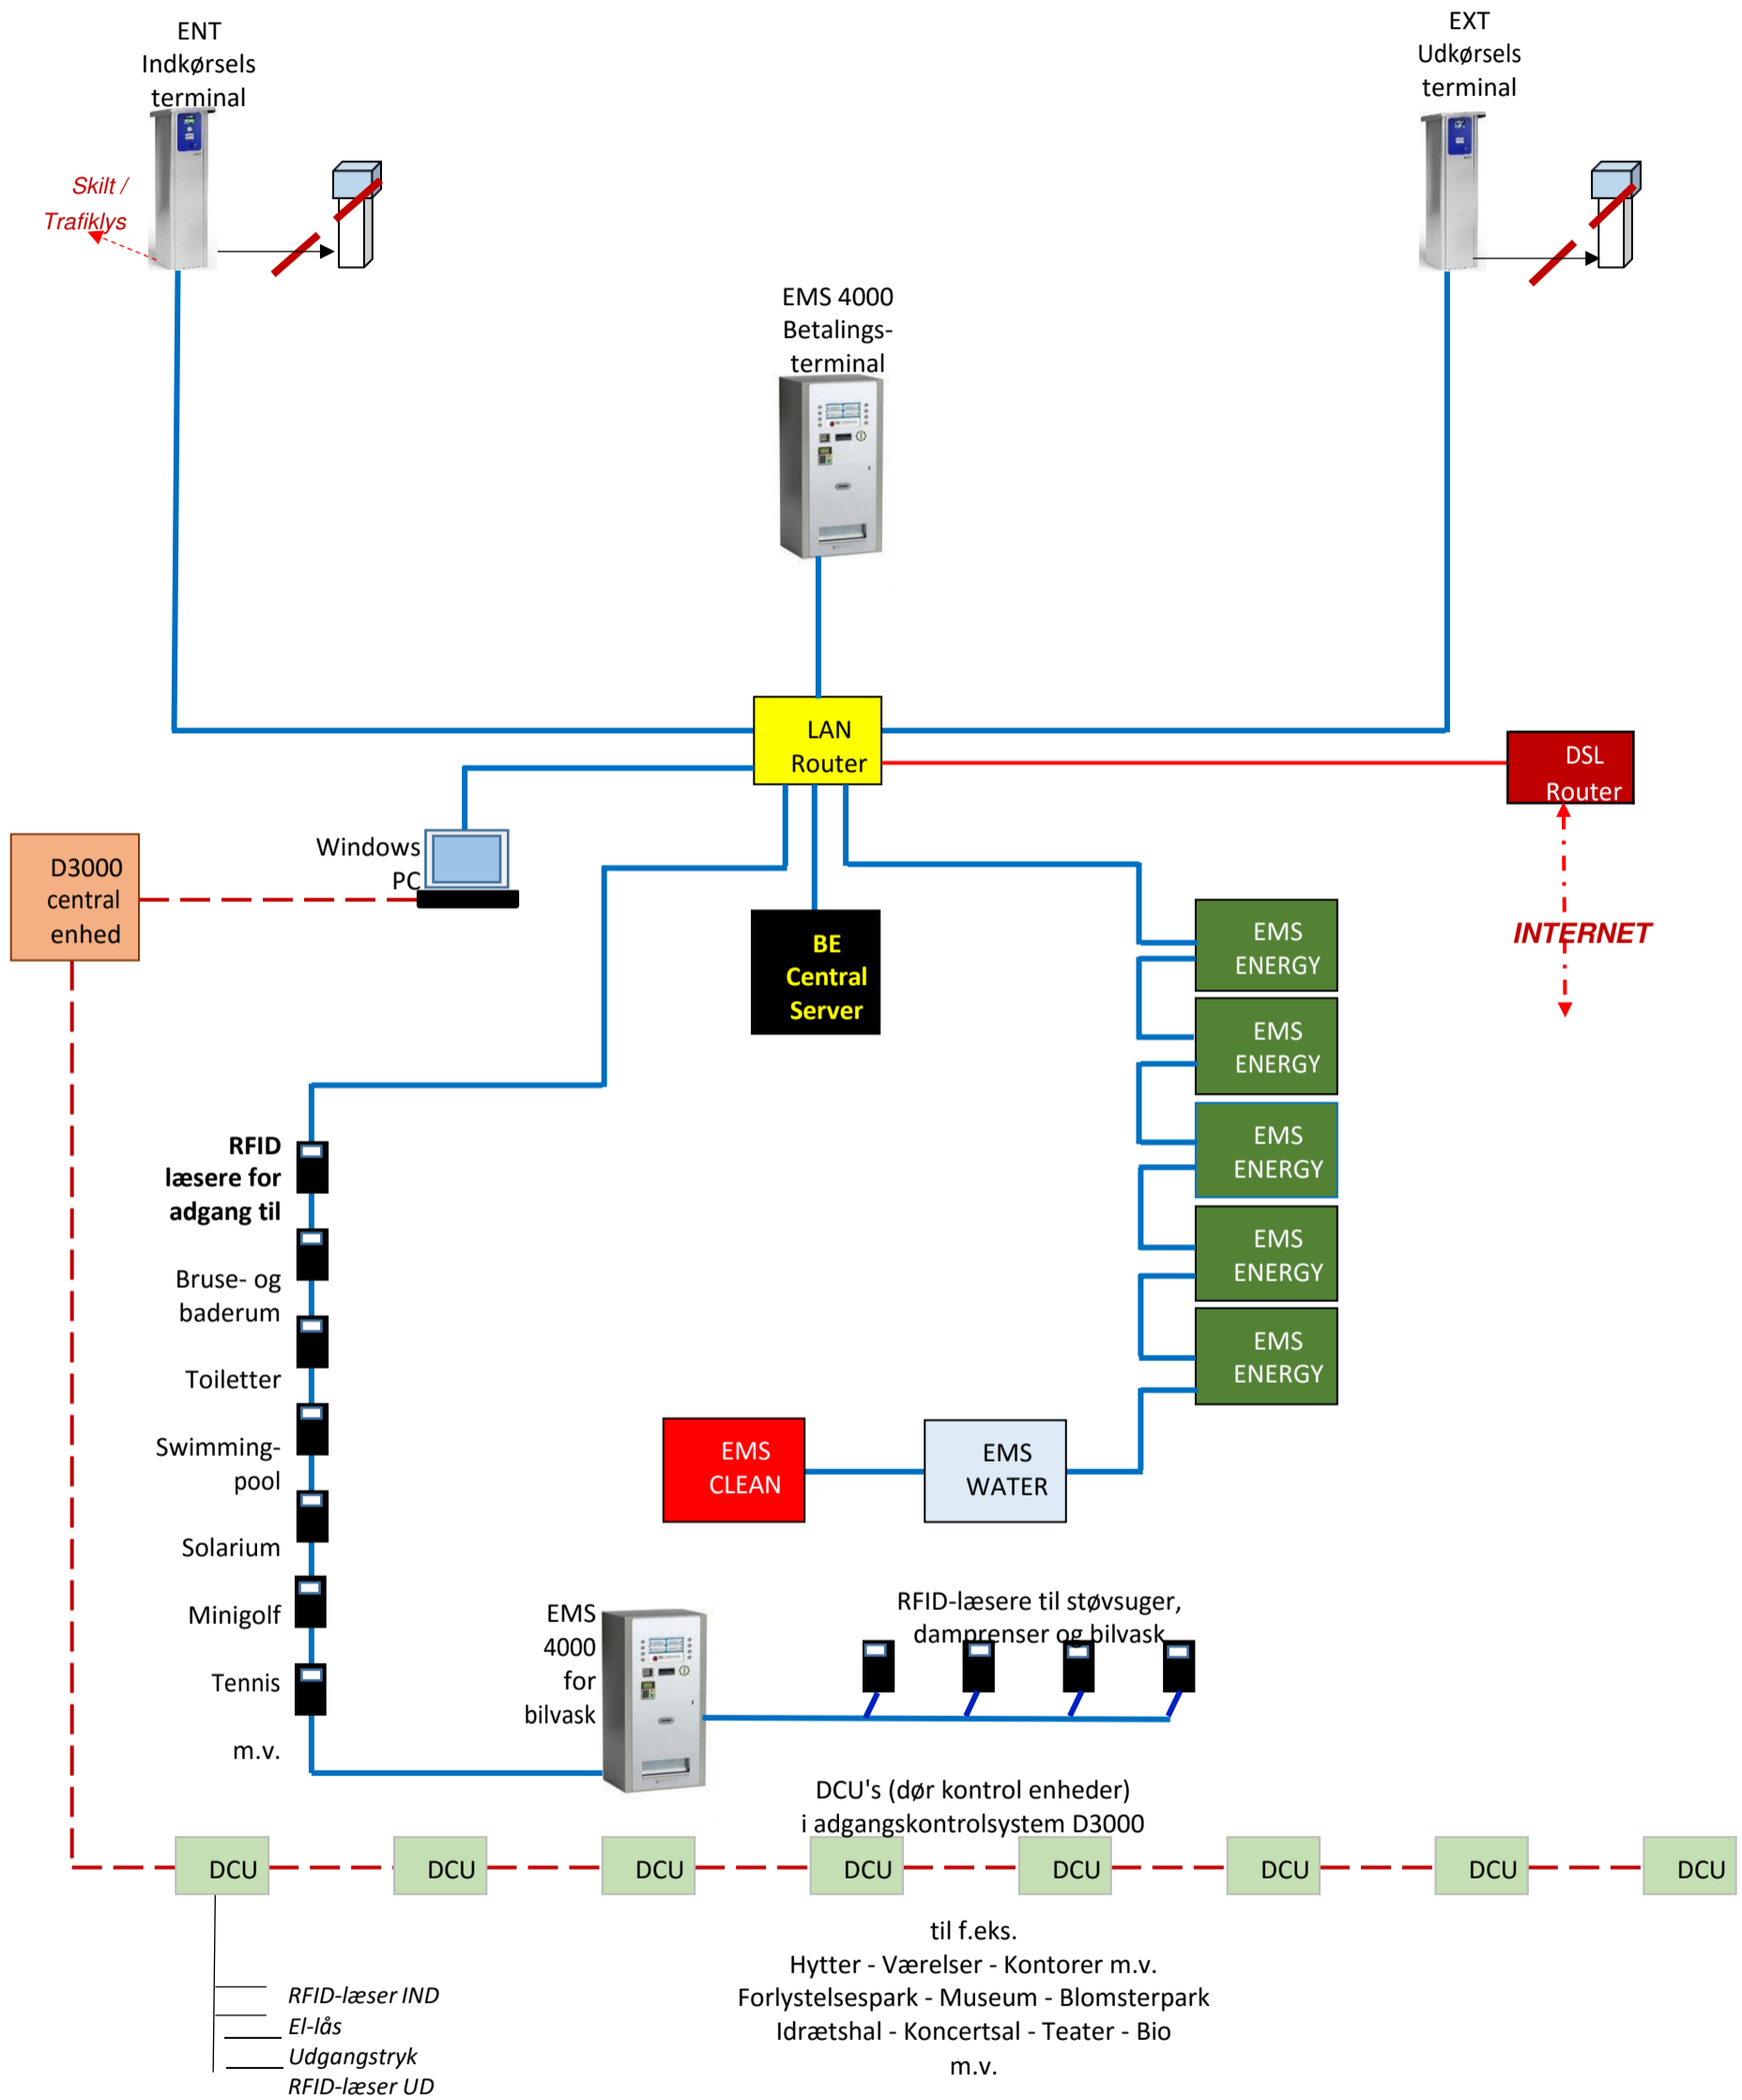 ENT
Indkørsels
terminal
EXT
Udkørsels
terminal
Skilt /
Trafiklys
EMS 4000
Betalings-
terminal
LAN
Router
DSL
Router
INTERNET
Windows
PC
D3000
central
enhed
BE
Central
Server
EMS
ENERGY
EMS
ENERGY
EMS
ENERGY
EMS
ENERGY
EMS
ENERGY
RFID
læsere for
adgang til
Bruse- og
baderum
Toiletter
Swimming-
pool
Solarium
Minigolf
Tennis
m.v.
EMS
CLEAN
EMS
WATER
EMS
4000
for
bilvask
RFID-læsere til støvsuger,
damprenser og bilvask
DCU's (dør kontrol enheder)
i adgangskontrolsystem D3000
DCU
DCU
DCU
DCU
DCU
DCU
DCU
DCU
RFID-læser IND
El-lås
Udgangstryk
RFID-læser UD
til f.eks.
Hytter - Værelser - Kontorer m.v.
Forlystelsespark - Museum - Blomsterpark
Idrætshal - Koncertsal - Teater - Bio
m.v.